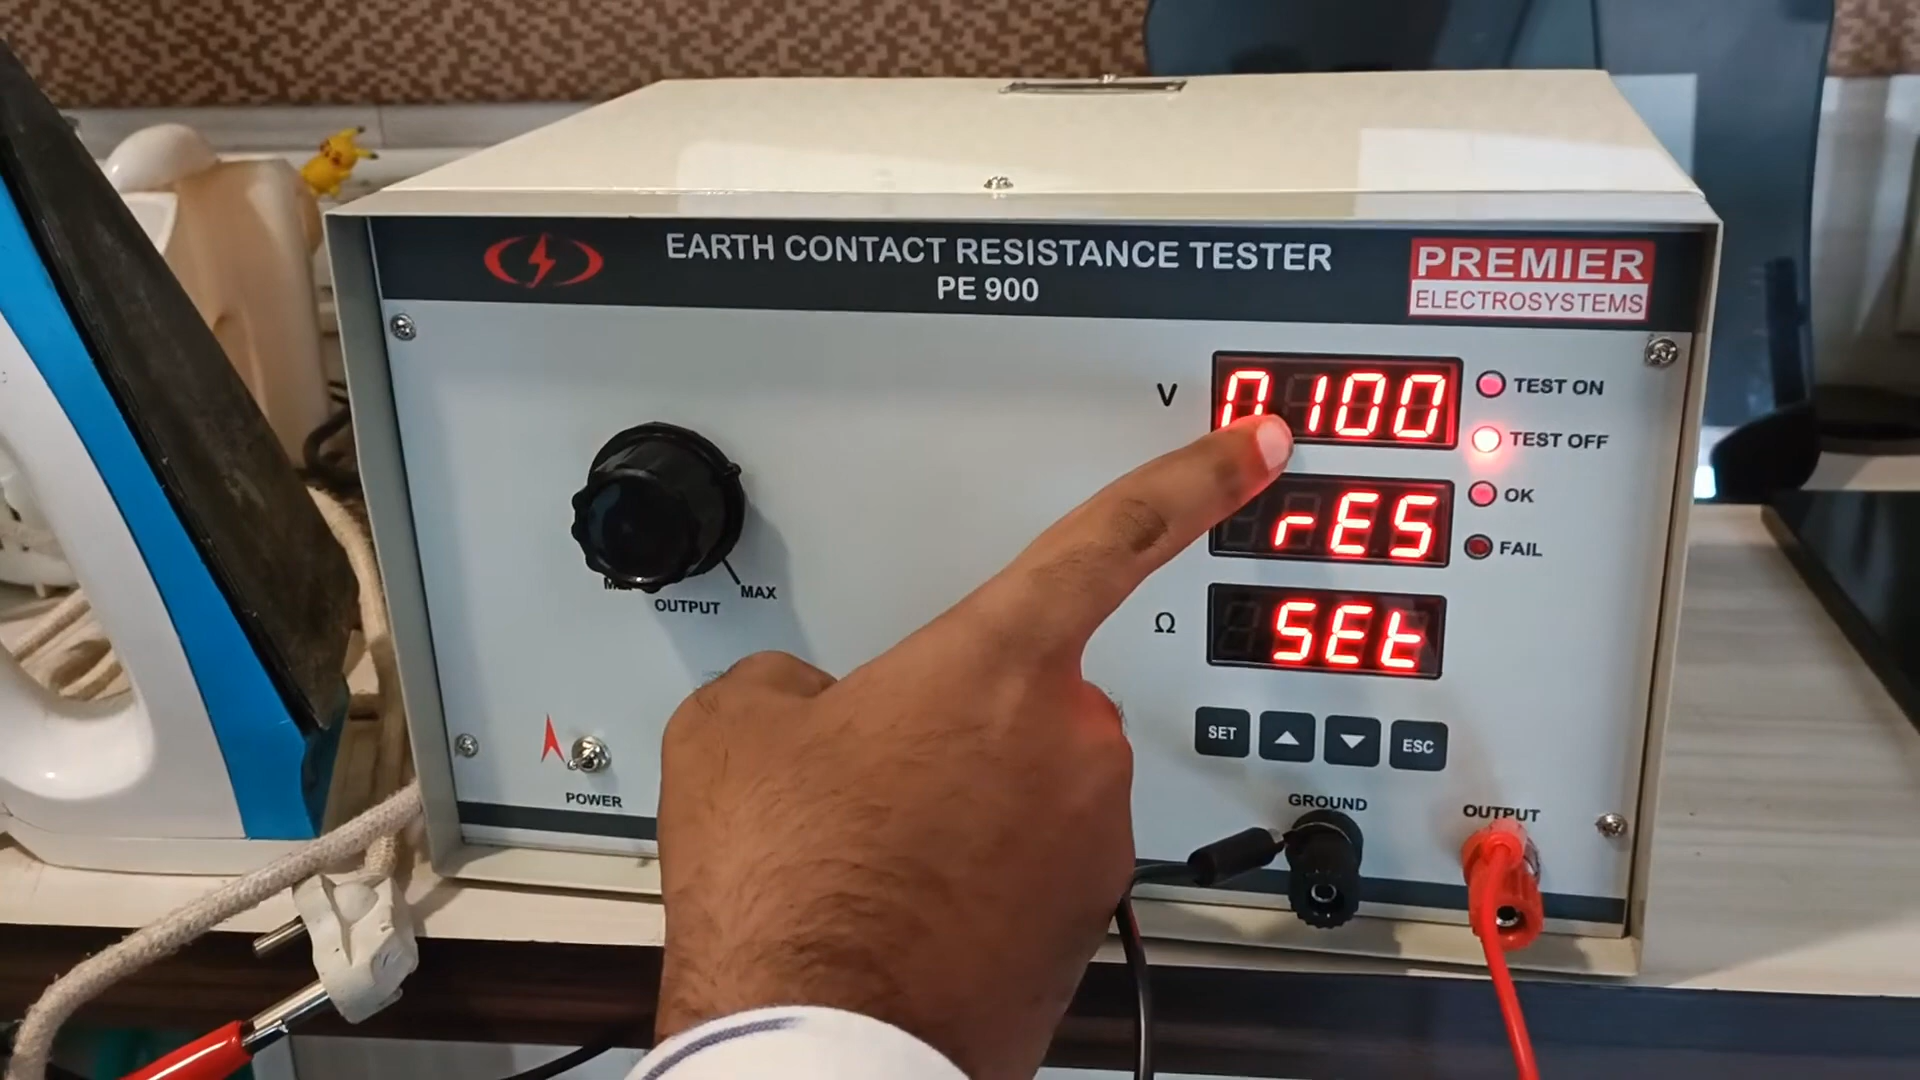 EARTH CONTACT RESISTANCE TESTER
PE 900
PREMIER
ELECTROSYSTEMS
V
0100
TEST ON
TEST OFF
rES
OK
FAIL
Ω
SEt
MAX
OUTPUT
SET
ESC
POWER
GROUND
OUTPUT